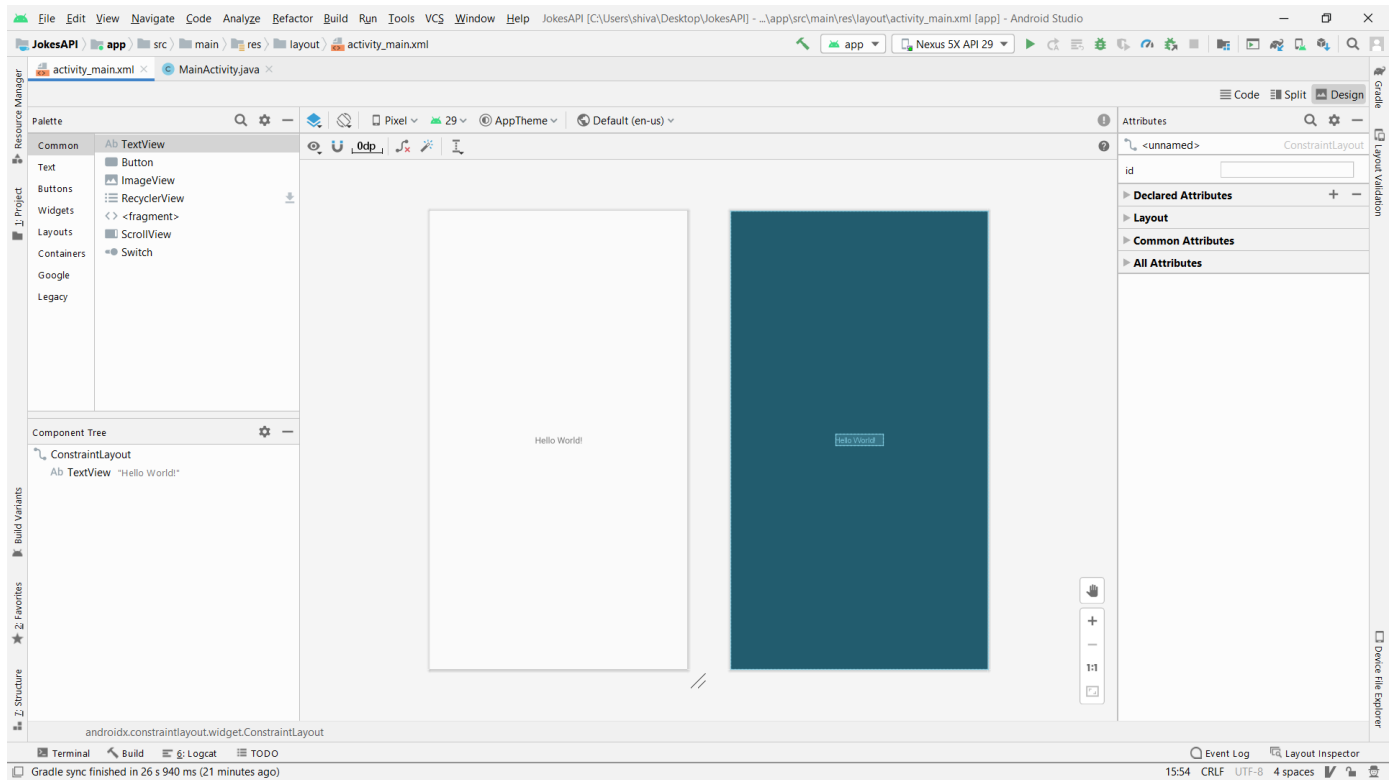 File Edit View Navigate Code Analyze Refactor Build Run Tools VCS Window Help JokesAPI [C:\Users\shiva\Desktop\JokesAPI] - ...\app\src\main\res\layout\activity_main.xml [app] - Android Studio
JokesAPI app src main res layout activity_main.xml app Nexus 5X API 29
activity_main.xml MainActivity.java
Code Split Design
Palette Pixel 29 AppTheme Default (en-us) Attributes
Common Ab TextView 0dp <unnamed> ConstraintLayout
Text Button id
Buttons ImageView
Widgets RecyclerView Declared Attributes
Layouts <fragment> Layout
Containers ScrollView Common Attributes
Google Switch All Attributes
Legacy
Hello World! Hello World!
Component Tree
ConstraintLayout
Ab TextView "Hello World!"
1:1
androidx.constraintlayout.widget.ConstraintLayout
Resource Manager
1: Project
Build Variants
2: Favorites
7: Structure
Gradle
Layout Validation
Device File Explorer
Terminal Build 6: Logcat TODO Event Log Layout Inspector
Gradle sync finished in 26 s 940 ms (21 minutes ago) 15:54 CRLF UTF-8 4 spaces